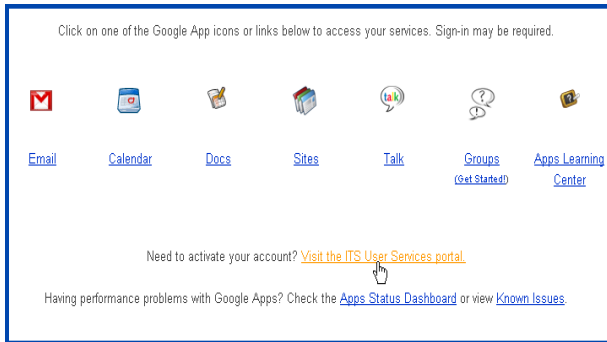 Click on one of the Google App icons or links below to access your services. Sign-in may be required.
talk
Email Calendar Docs Sites Talk Groups Apps Learning
(Get Started!) Center
Need to activate your account? Visit the ITS User Services portal.
Having performance problems with Google Apps? Check the Apps Status Dashboard or view Known Issues.